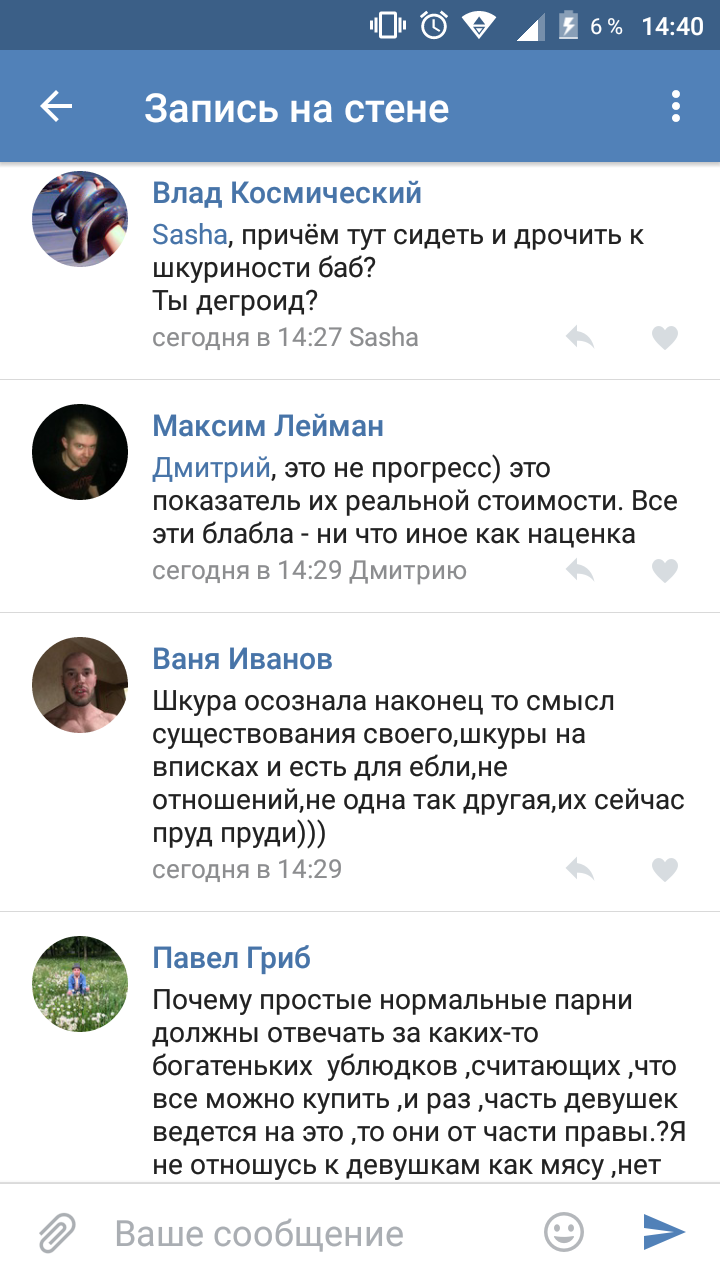 6 % 14:40
Запись на стене
Влад Космический
Sasha, причём тут сидеть и дрочить к
шкуриности баб?
Ты дегроид?
сегодня в 14:27 Sasha
Максим Лейман
Дмитрий, это не прогресс) это
показатель их реальной стоимости. Все
эти блабла - ни что иное как наценка
сегодня в 14:29 Дмитрию
Ваня Иванов
Шкура осознала наконец то смысл
существования своего,шкуры на
вписках и есть для ебли,не
отношений,не одна так другая,их сейчас
пруд пруди)))
сегодня в 14:29
Павел Гриб
Почему простые нормальные парни
должны отвечать за каких-то
богатеньких  ублюдков ,считающих ,что
все можно купить ,и раз ,часть девушек
ведется на это ,то они от части правы.?Я
не отношусь к девушкам как мясу ,нет
Ваше сообщение